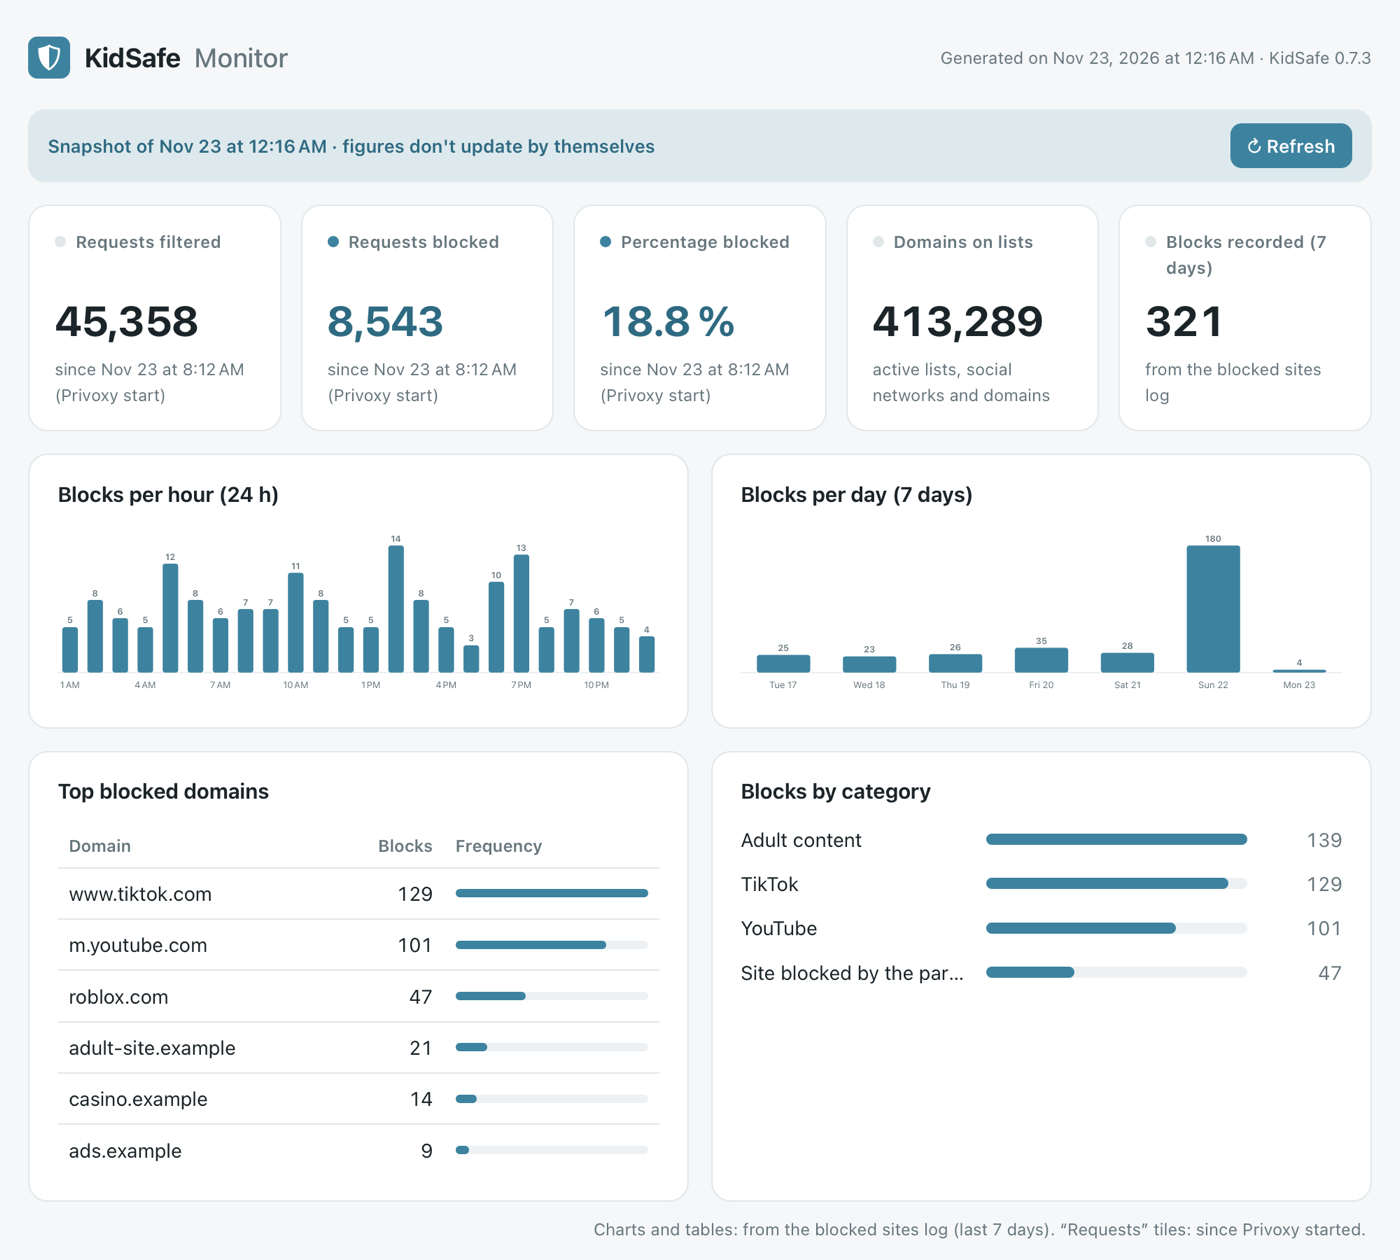 KidSafe Monitor
Generated on Nov 23, 2026 at 12:16 AM · KidSafe 0.7.3
Snapshot of Nov 23 at 12:16 AM · figures don't update by themselves
↻ Refresh
Requests filtered
45,358
since Nov 23 at 8:12 AM
(Privoxy start)
Requests blocked
8,543
since Nov 23 at 8:12 AM
(Privoxy start)
Percentage blocked
18.8 %
since Nov 23 at 8:12 AM
(Privoxy start)
Domains on lists
413,289
active lists, social
networks and domains
Blocks recorded (7
days)
321
from the blocked sites
log
Blocks per hour (24 h)
5 8 6 5 12 8 6 7 7 11 8 5 5 14 8 5 3 10 13 5 7 6 5 4
1 AM 4 AM 7 AM 10 AM 1 PM 4 PM 7 PM 10 PM
Blocks per day (7 days)
25 23 26 35 28 180 4
Tue 17 Wed 18 Thu 19 Fri 20 Sat 21 Sun 22 Mon 23
Top blocked domains
Domain Blocks Frequency
www.tiktok.com 129
m.youtube.com 101
roblox.com 47
adult-site.example 21
casino.example 14
ads.example 9
Blocks by category
Adult content 139
TikTok 129
YouTube 101
Site blocked by the par... 47
Charts and tables: from the blocked sites log (last 7 days). “Requests” tiles: since Privoxy started.